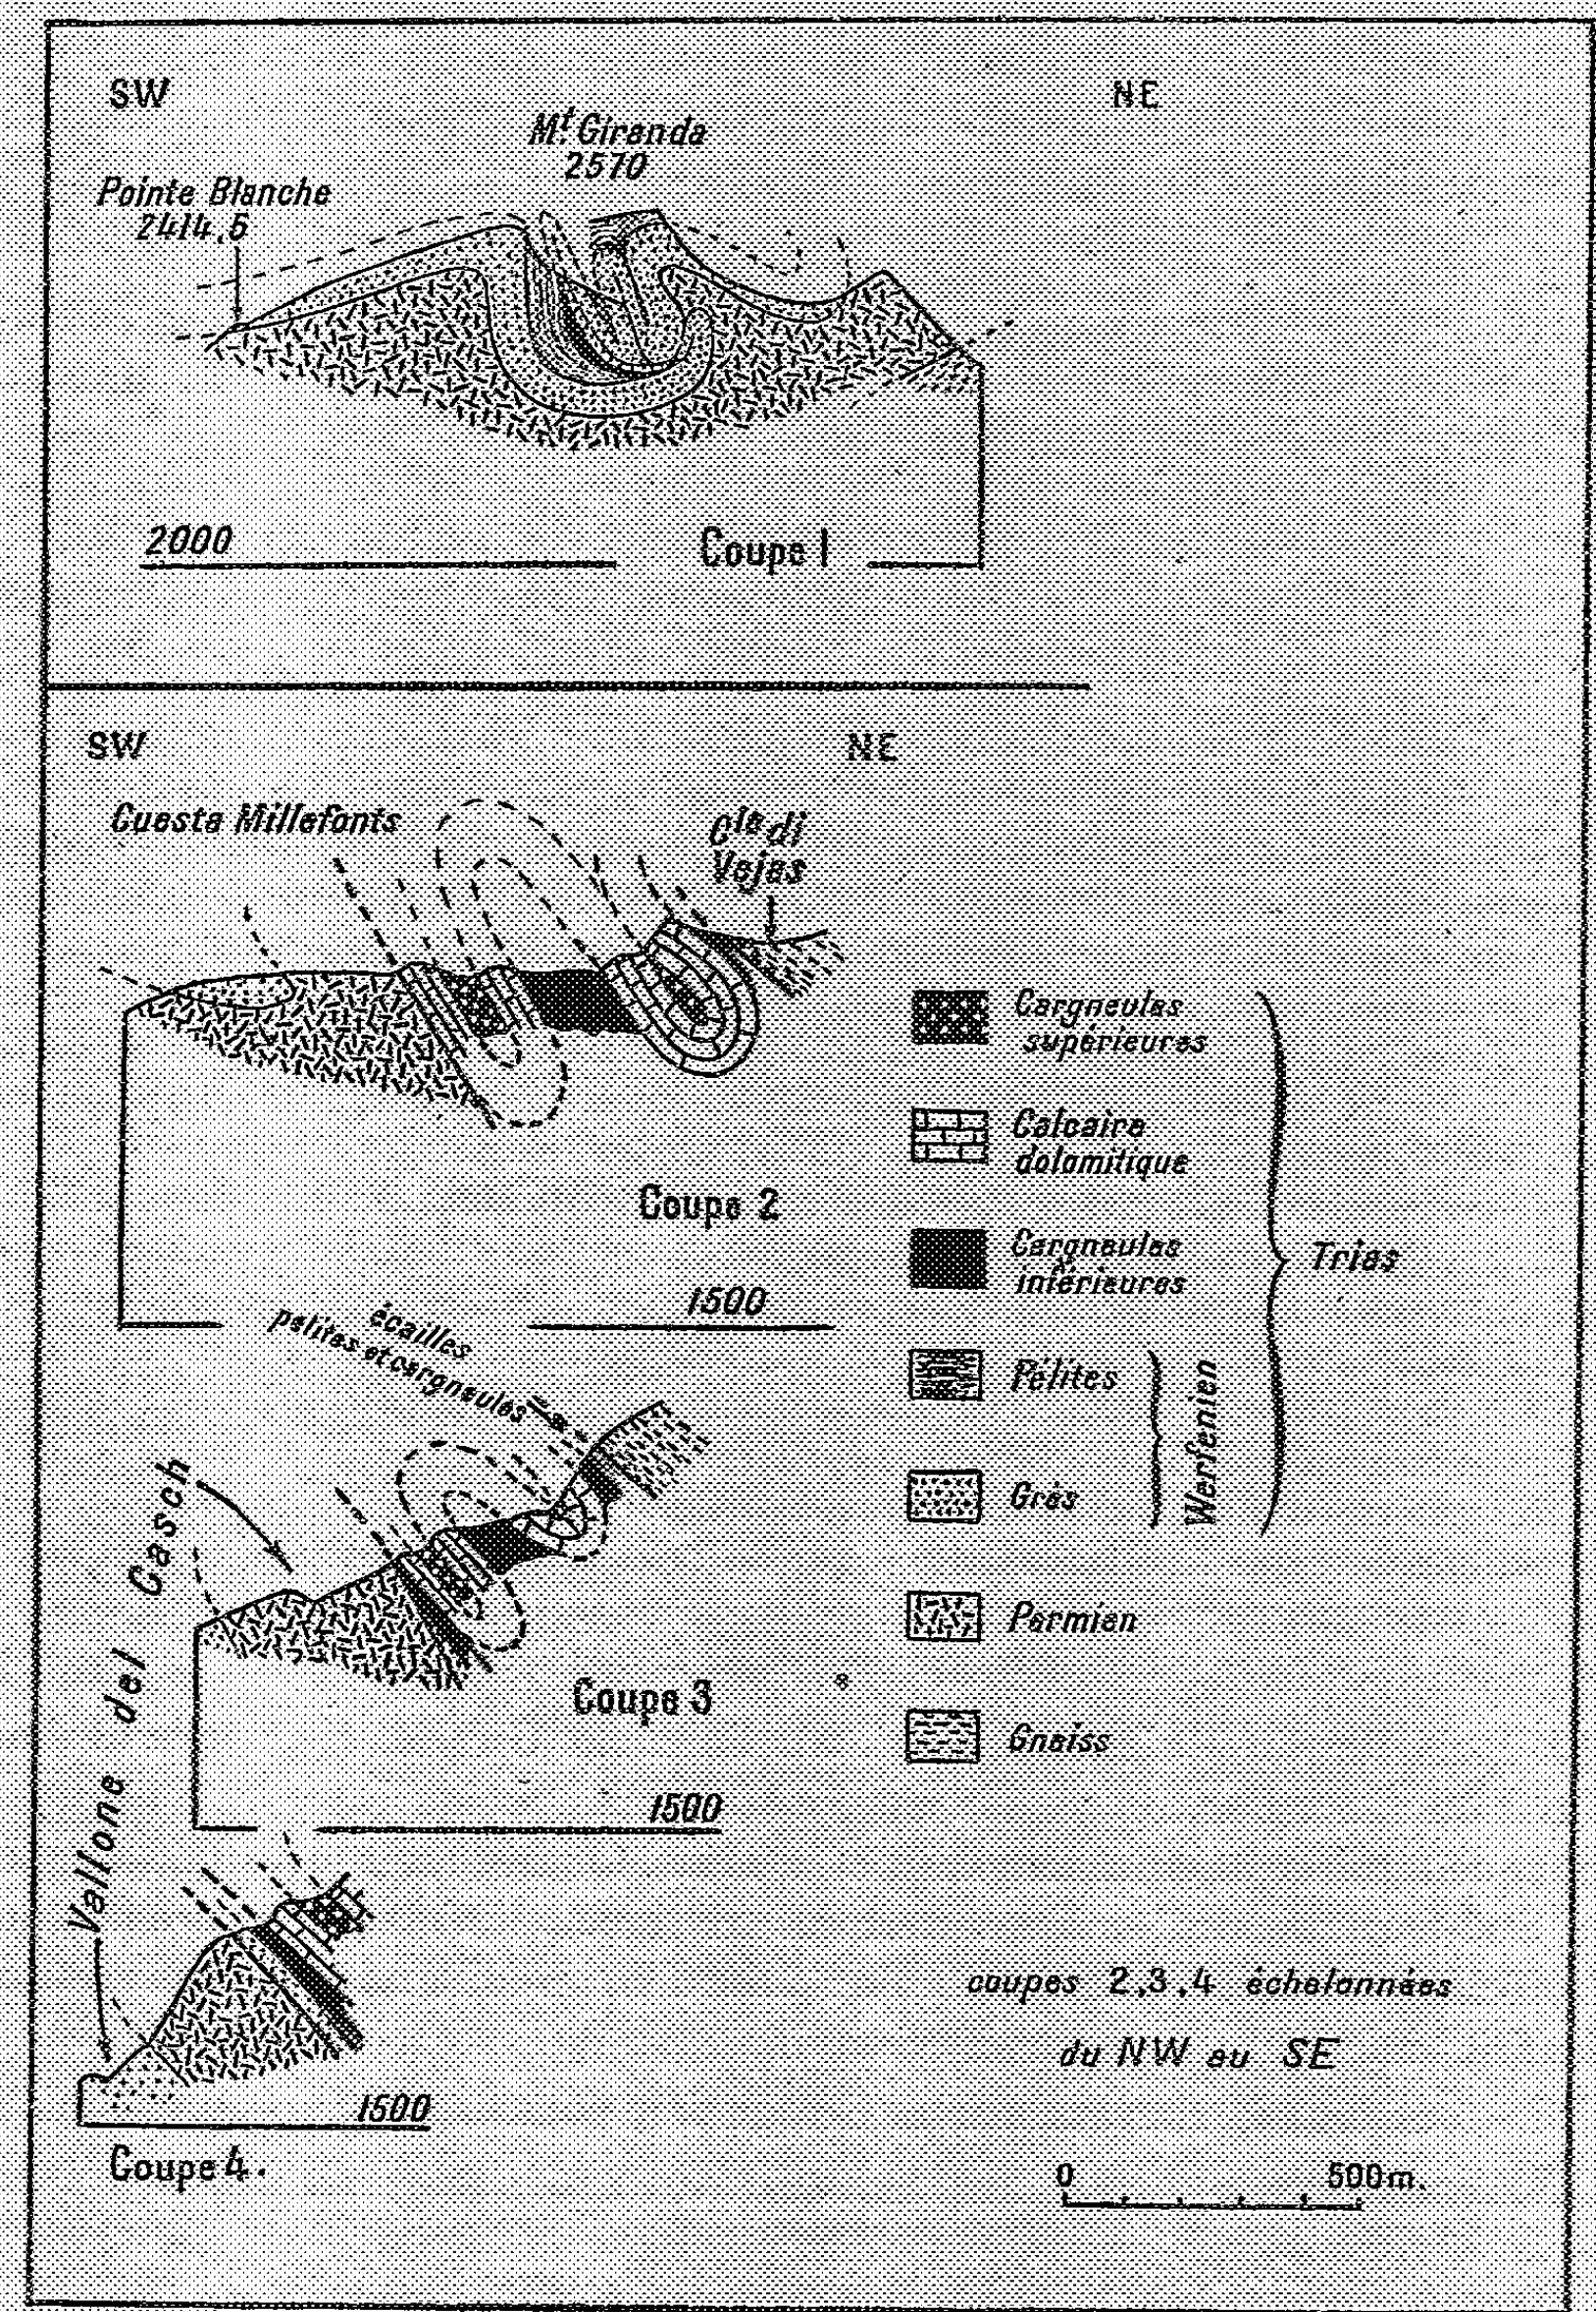 SW
NE
Mt. Giranda
2570
Pointe Blanche
2414,5
2000
Coupe 1
SW
NE
Cuesta Millefonts
Cle di
Vejas
Coupe 2
1500
Cargneules
supérieures
Calcaire
dolomitique
Cargneules
inférieures
Trias
Pélites
Grès
Werfenien
Permien
Gneiss
écailles
pélites et cargneules
Vallone del Casch
Coupe 3
1500
1500
Coupe 4.
coupes 2,3,4 échelonnées
du NW au SE
0 500m.